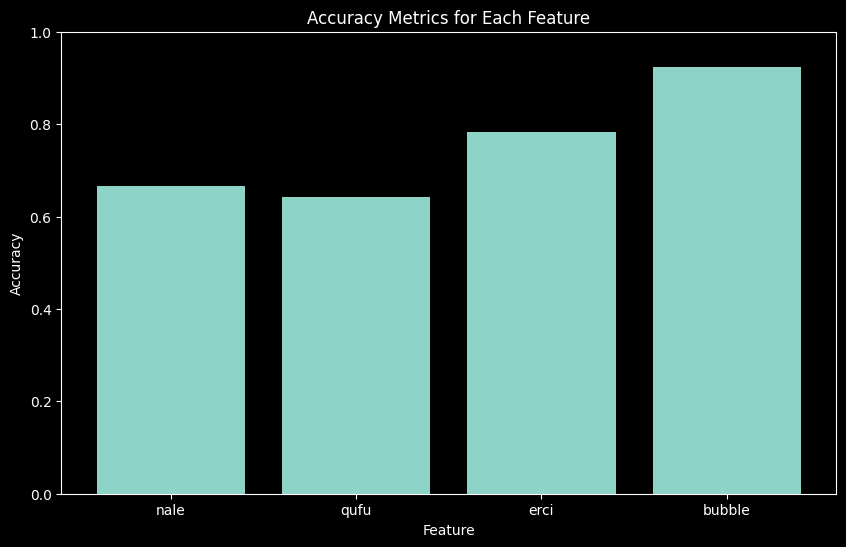 Accuracy Metrics for Each Feature
1.0
0.8
0.6
0.4
0.2
0.0
Accuracy
nale qufu erci bubble
Feature